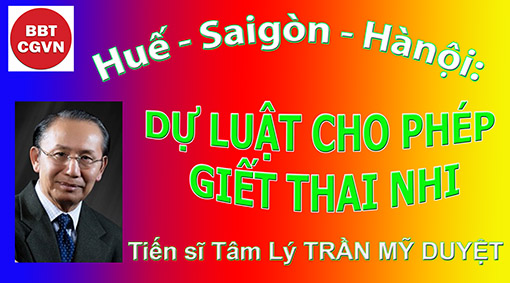 BBT
CGVN
Huế - Saigòn - Hànội:
DỰ LUẬT CHO PHÉP
GIẾT THAI NHI
Tiến sĩ Tâm Lý TRẦN MỸ DUYỆT